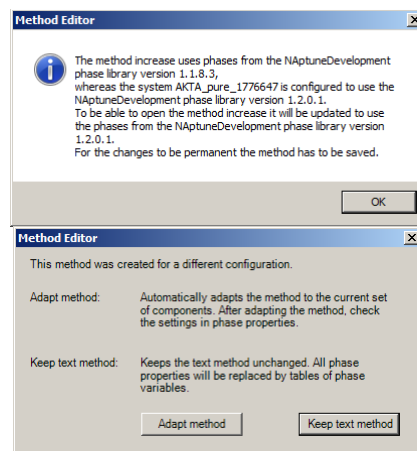 Method Editor
The method increase uses phases from the NAptuneDevelopment
phase library version 1.1.8.3,
whereas the system AKTA_pure_1776647 is configured to use the
NAptuneDevelopment phase library version 1.2.0.1.
To be able to open the method increase it will be updated to use
the phases from the NAptuneDevelopment phase library version
1.2.0.1.
For the changes to be permanent the method has to be saved.
OK
Method Editor
This method was created for a different configuration.
Adapt method: Automatically adapts the method to the current set
of components. After adapting the method, check
the settings in phase properties.
Keep text method: Keeps the text method unchanged. All phase
properties will be replaced by tables of phase
variables.
Adapt method Keep text method